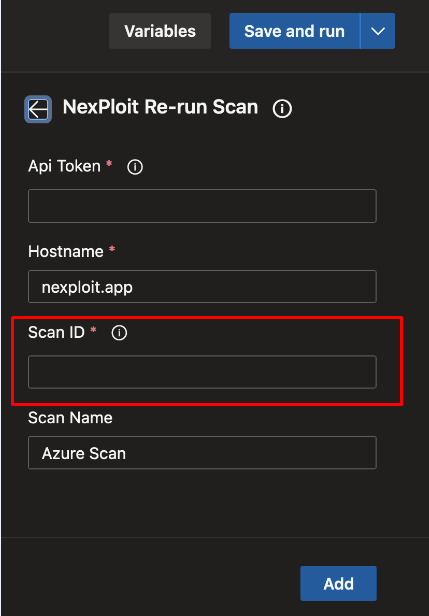 Variables
Save and run
NexPloit Re-run Scan
Api Token *
Hostname *
nexploit.app
Scan ID *
Scan Name
Azure Scan
Add